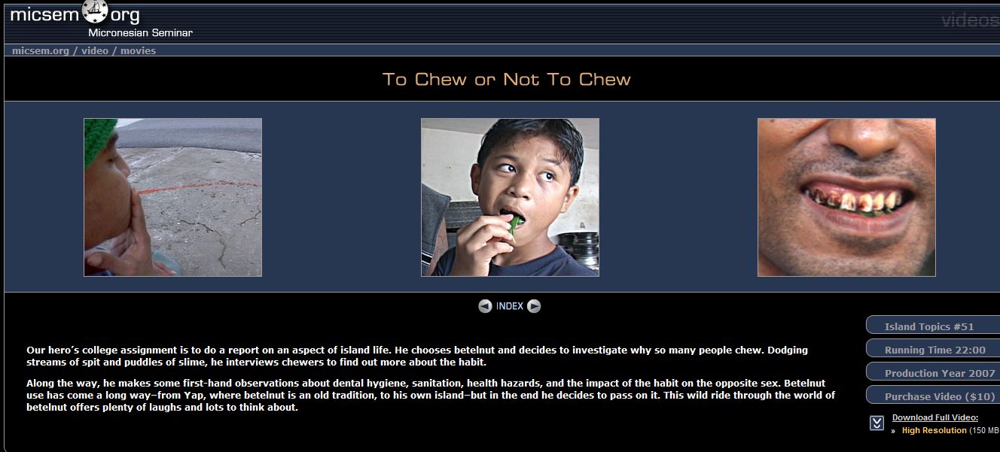 micsem org
Micronesian Seminar
videos
micsem.org / video / movies
To Chew or Not To Chew
INDEX
Island Topics #51
Running Time 22:00
Production Year 2007
Purchase Video ($10)
Download Full Video:
» High Resolution (150 MB
Our hero’s college assignment is to do a report on an aspect of island life. He chooses betelnut and decides to investigate why so many people chew. Dodging
streams of spit and puddles of slime, he interviews chewers to find out more about the habit.
Along the way, he makes some first-hand observations about dental hygiene, sanitation, health hazards, and the impact of the habit on the opposite sex. Betelnut
use has come a long way–from Yap, where betelnut is an old tradition, to his own island–but in the end he decides to pass on it. This wild ride through the world of
betelnut offers plenty of laughs and lots to think about.